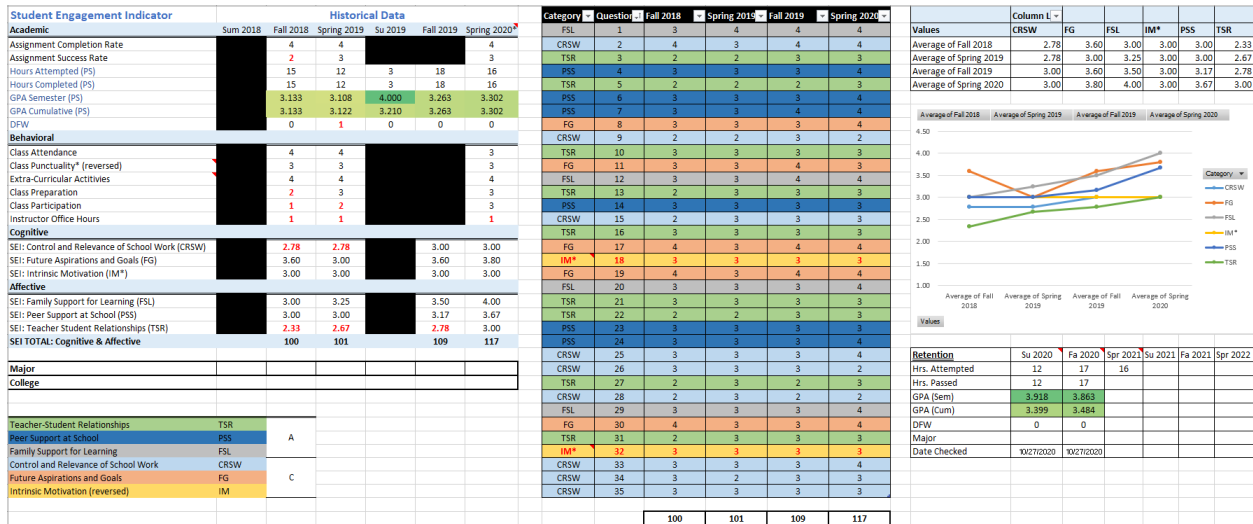 Student Engagement Indicator Historical Data
Academic Sum 2018 Fall 2018 Spring 2019 Su 2019 Fall 2019 Spring 2020*
Assignment Completion Rate 4 4 4
Assignment Success Rate 2 3 3
Hours Attempted (PS) 15 12 3 18 16
Hours Completed (PS) 15 12 3 18 16
GPA Semester (PS) 3.133 3.108 4.000 3.263 3.302
GPA Cumulative (PS) 3.133 3.122 3.210 3.263 3.302
DFW 0 1 0 0 0
Behavioral
Class Attendance 4 4 3
Class Punctuality* (reversed) 3 3 3
Extra-Curricular Actitivies 4 4 4
Class Preparation 2 3 3
Class Participation 1 2 3
Instructor Office Hours 1 1 1
Cognitive
SEI: Control and Relevance of School Work (CRSW) 2.78 2.78 3.00 3.00
SEI: Future Aspirations and Goals (FG) 3.60 3.00 3.60 3.80
SEI: Intrinsic Motivation (IM*) 3.00 3.00 3.00 3.00
Affective
SEI: Family Support for Learning (FSL) 3.00 3.25 3.50 4.00
SEI: Peer Support at School (PSS) 3.00 3.00 3.17 3.67
SEI: Teacher Student Relationships (TSR) 2.33 2.67 2.78 3.00
SEI TOTAL: Cognitive & Affective 100 101 109 117
Major
College
Teacher-Student Relationships TSR
Peer Support at School PSS A
Family Support for Learning FSL
Control and Relevance of School Work CRSW
Future Aspirations and Goals FG C
Intrinsic Motivation (reversed) IM
Category Question Fall 2018 Spring 2019 Fall 2019 Spring 2020
FSL 1 3 4 4 4
CRSW 2 4 3 4 4
TSR 3 2 2 3 3
PSS 4 3 3 3 4
TSR 5 2 2 2 3
PSS 6 3 3 3 4
PSS 7 3 3 4 4
FG 8 3 3 3 4
CRSW 9 2 2 3 2
TSR 10 3 3 3 3
FG 11 3 3 4 3
FSL 12 3 3 4 4
TSR 13 2 3 3 3
PSS 14 3 3 3 3
CRSW 15 2 3 3 3
TSR 16 2 3 3 3
FG 17 4 3 4 4
IM* 18 3 3 3 3
FG 19 4 3 4 4
FSL 20 3 3 3 4
TSR 21 3 3 3 3
TSR 22 2 2 3 3
PSS 23 3 3 3 3
PSS 24 3 3 3 4
CRSW 25 3 3 3 4
CRSW 26 3 3 3 2
TSR 27 2 3 2 3
CRSW 28 2 3 2 2
FSL 29 3 3 3 4
FG 30 4 3 3 4
TSR 31 2 3 3 3
IM* 32 3 3 3 3
CRSW 33 3 3 3 4
CRSW 34 3 2 3 3
CRSW 35 3 3 3 3
100 101 109 117
Column L
Values CRSW FG FSL IM* PSS TSR
Average of Fall 2018 2.78 3.60 3.00 3.00 3.00 2.33
Average of Spring 2019 2.78 3.00 3.25 3.00 3.00 2.67
Average of Fall 2019 3.00 3.60 3.50 3.00 3.17 2.78
Average of Spring 2020 3.00 3.80 4.00 3.00 3.67 3.00
Average of Fall 2018 Average of Spring 2019 Average of Fall 2019 Average of Spring 2020
4.50
4.00
3.50
3.00
2.50
2.00
1.50
1.00
Average of Fall 2018
Average of Spring 2019
Average of Fall 2019
Average of Spring 2020
Category
CRSW
FG
FSL
IM*
PSS
TSR
Values
Retention Su 2020 Fa 2020 Spr 2021 Su 2021 Fa 2021 Spr 2022
Hrs. Attempted 12 17 16
Hrs. Passed 12 17
GPA (Sem) 3.918 3.863
GPA (Cum) 3.399 3.484
DFW 0 0
Major
Date Checked 10/27/2020 10/27/2020